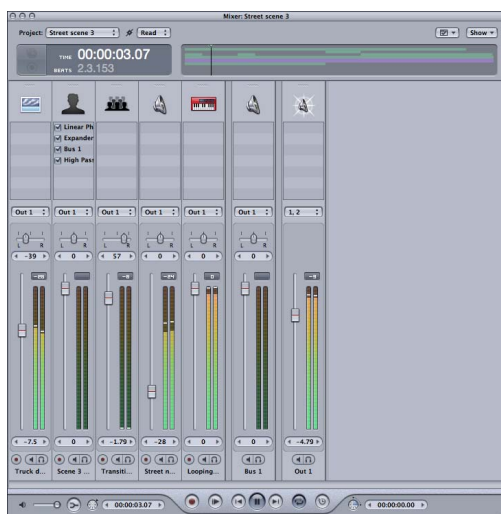 Mixer: Street scene 3
Project: Street scene 3 Read Show
TIME 00:00:03.07
BEATS 2.3.153
Linear Ph
Expander
Bus 1
High Pass
Out 1 Out 1 Out 1 Out 1 Out 1 Out 1 1, 2
L R L R L R L R L R
-39 0 57 0 0
-7.5 0 -1.79 -28 0 0 -4.79
Truck d... Scene 3 ... Transiti... Street n... Looping... Bus 1 Out 1
00:00:03.07 00:00:00.00